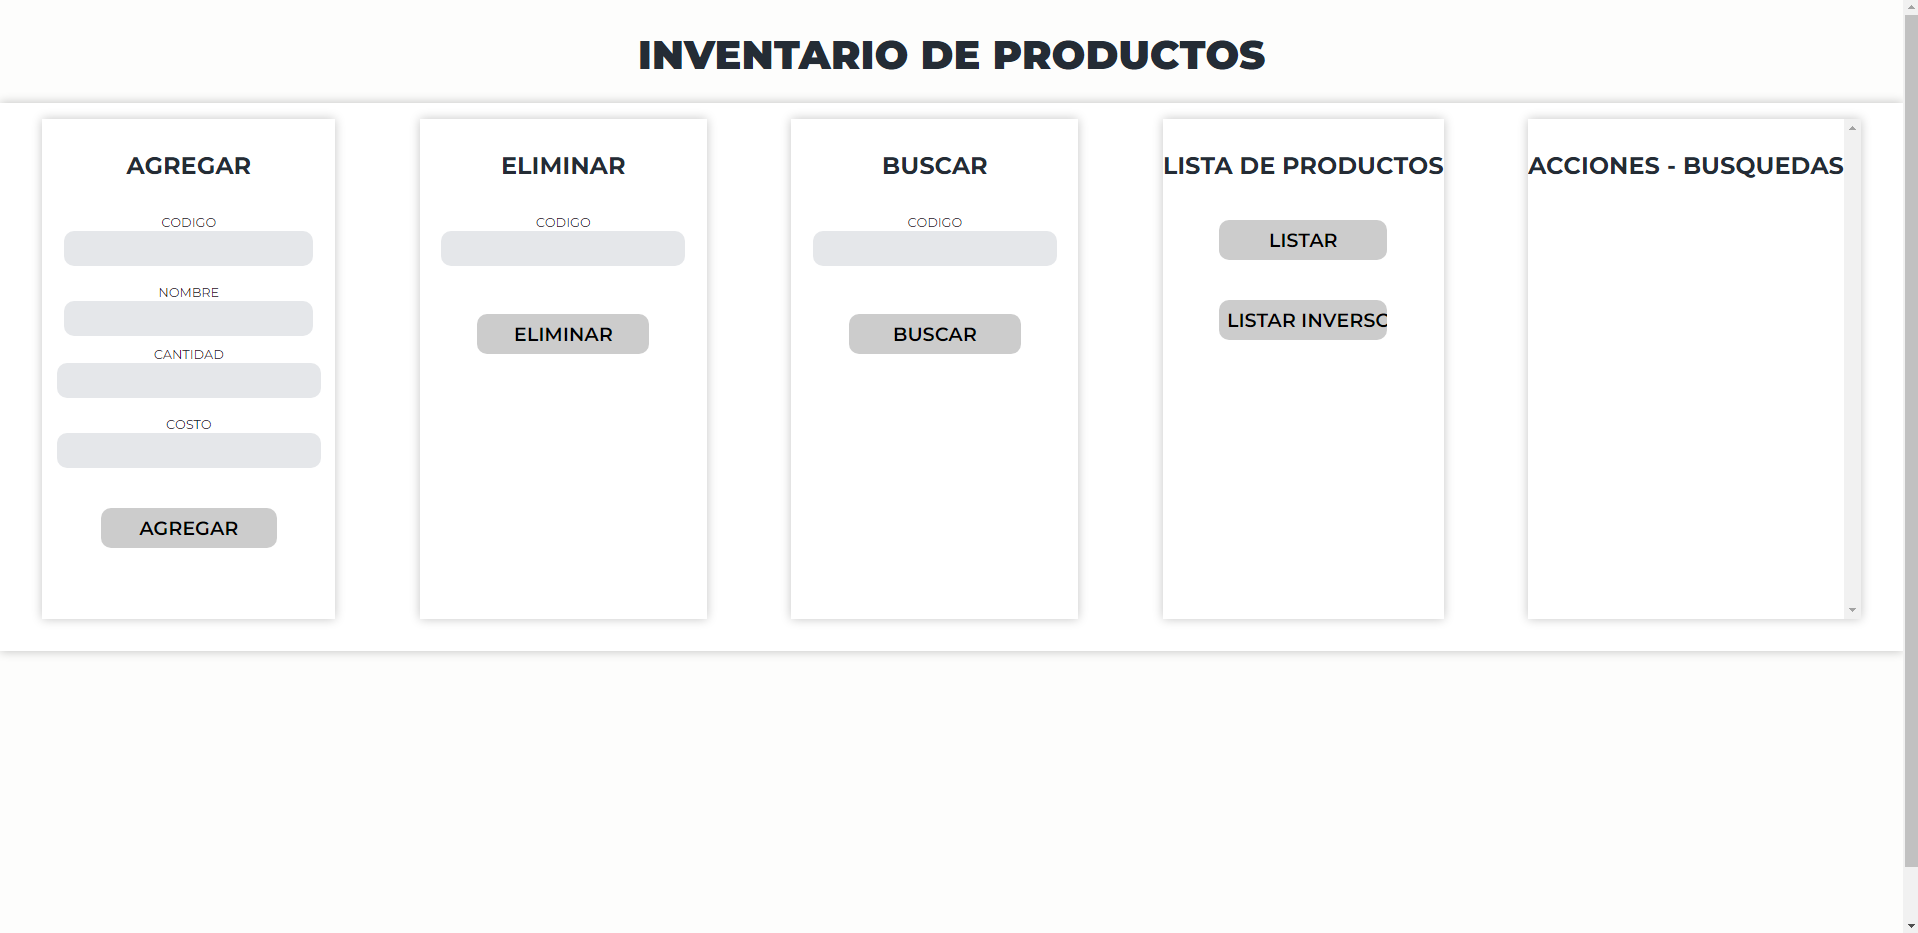 INVENTARIO DE PRODUCTOS
AGREGAR
CODIGO
NOMBRE
CANTIDAD
COSTO
AGREGAR
ELIMINAR
CODIGO
ELIMINAR
BUSCAR
CODIGO
BUSCAR
LISTA DE PRODUCTOS
LISTAR
LISTAR INVERSO
ACCIONES - BUSQUEDAS